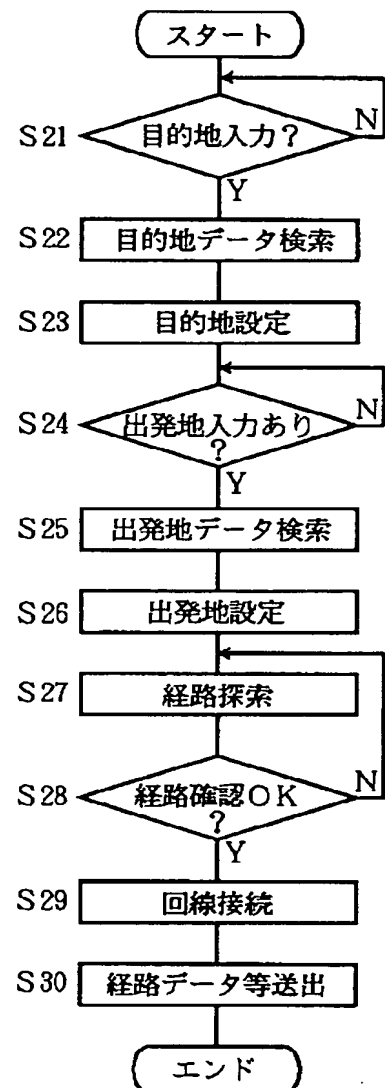 スタート
S21 目的地入力？
N
Y
S22 目的地データ検索
S23 目的地設定
S24 出発地入力あり
？
N
Y
S25 出発地データ検索
S26 出発地設定
S27 経路探索
S28 経路確認OK
？
N
Y
S29 回線接続
S30 経路データ等送出
エンド